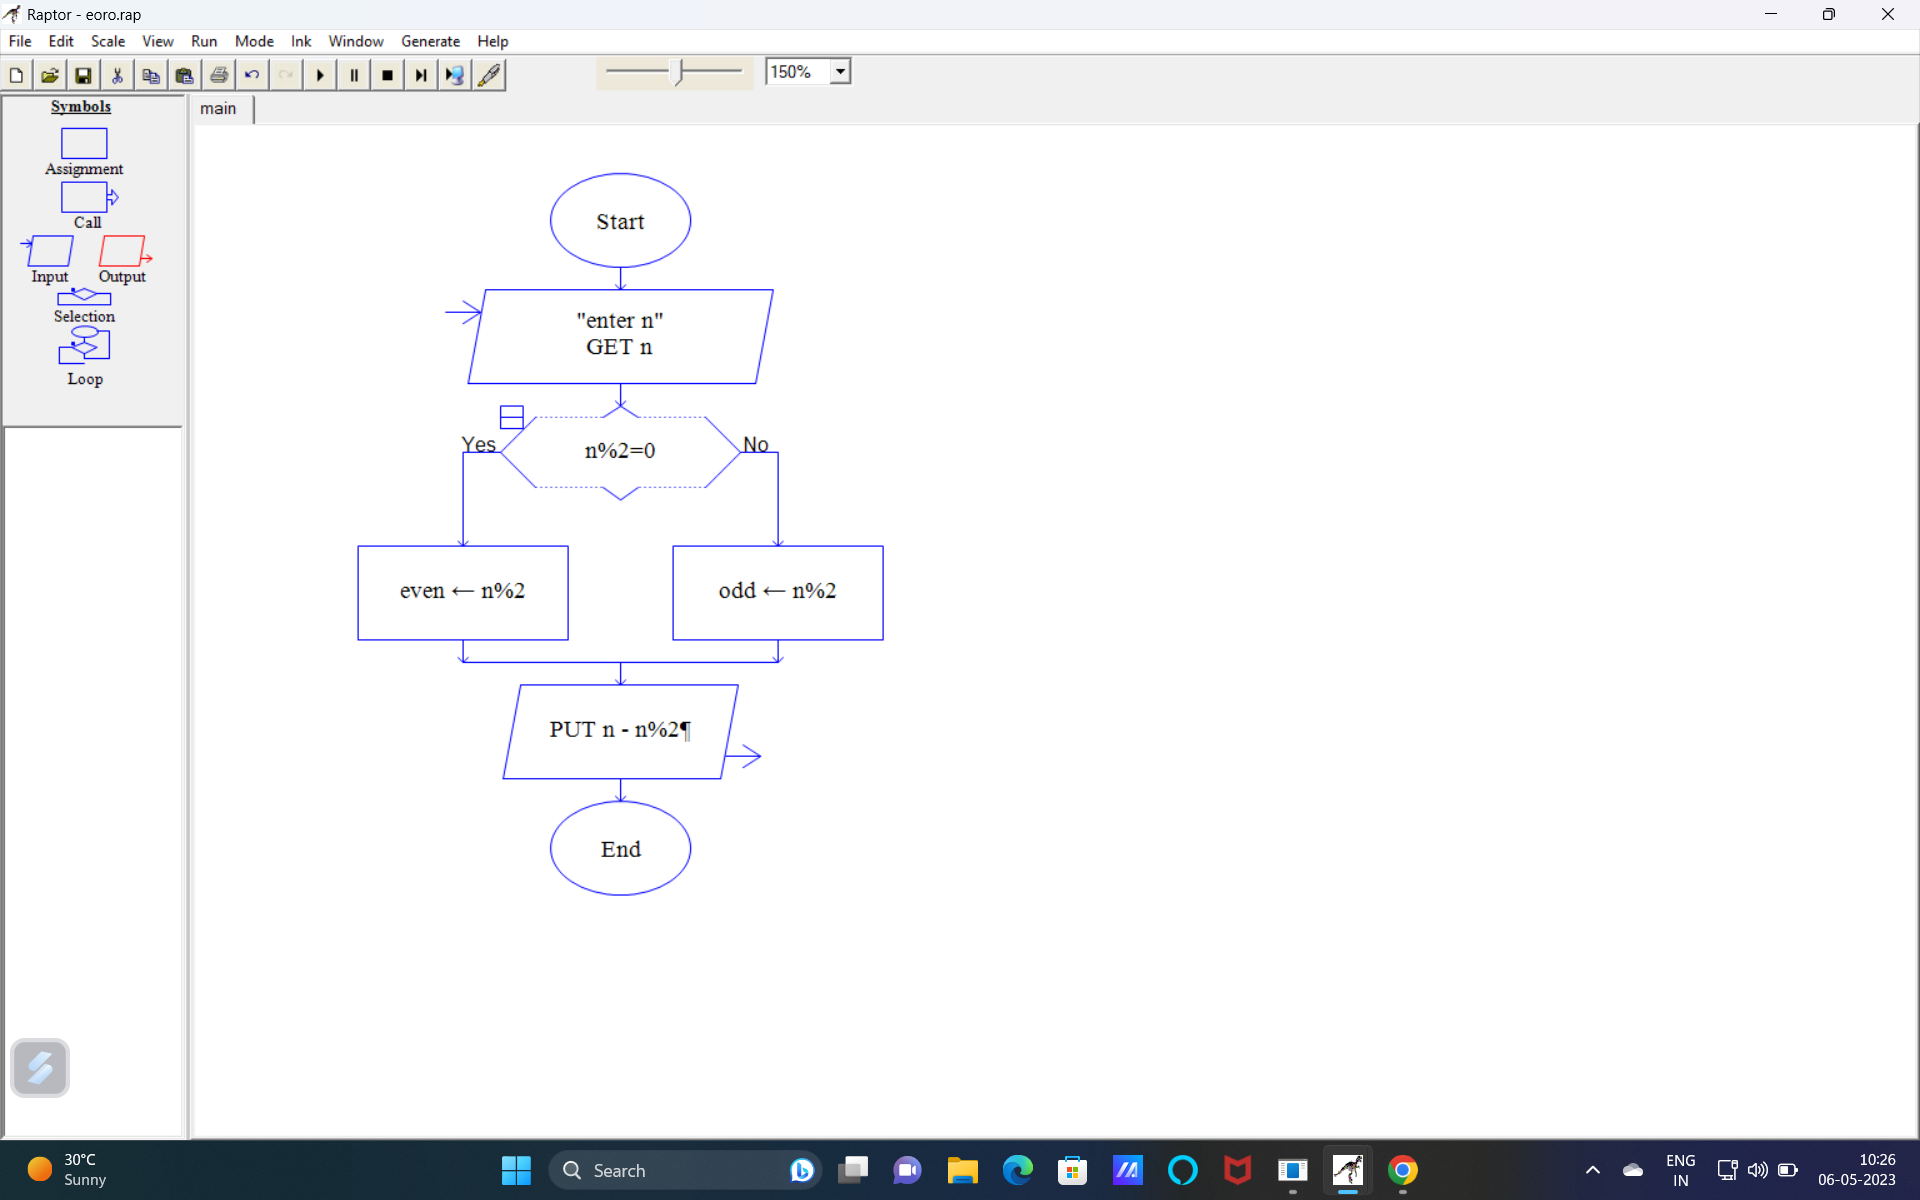 Raptor - eoro.rap
File Edit Scale View Run Mode Ink Window Generate Help
150%
Symbols
Assignment
Call
Input Output
Selection
Loop
main
Start
"enter n"
GET n
Yes n%2=0 No
even ← n%2 odd ← n%2
PUT n - n%2¶
End
30°C
Sunny
Search
ENG
IN
10:26
06-05-2023